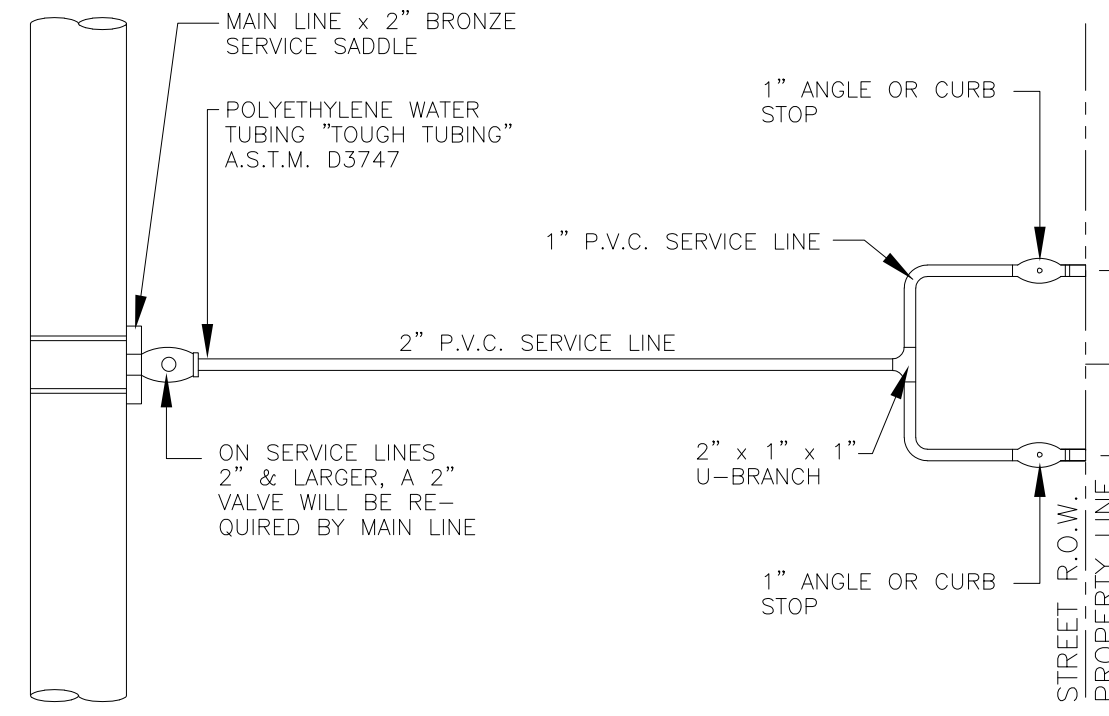 MAIN LINE x 2" BRONZE
SERVICE SADDLE
POLYETHYLENE WATER
TUBING "TOUGH TUBING"
A.S.T.M. D3747
1" ANGLE OR CURB
STOP
1" P.V.C. SERVICE LINE
2" P.V.C. SERVICE LINE
ON SERVICE LINES
2" & LARGER, A 2"
VALVE WILL BE RE-
QUIRED BY MAIN LINE
2" x 1" x 1"
U-BRANCH
1" ANGLE OR CURB
STOP
STREET R.O.W.
PROPERTY LINE